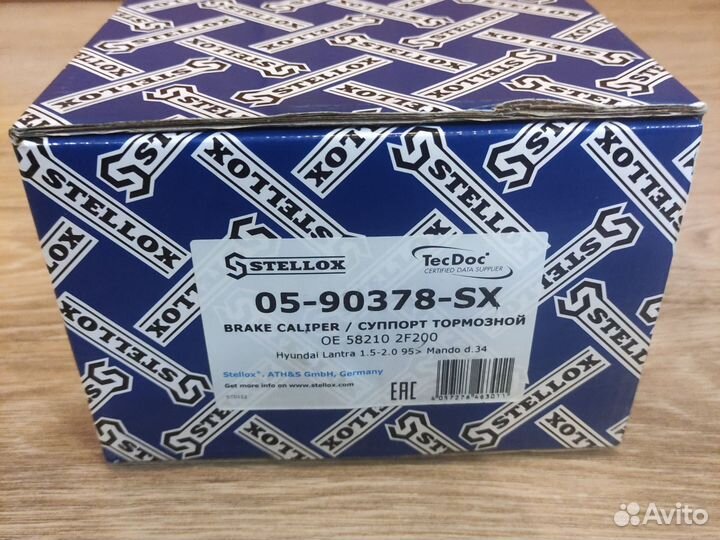 STELLOX
STELLOX
STELLOX
STELLOX
TecDoc
CERTIFIED DATA SUPPLIER
05-90378-SX
BRAKE CALIPER / СУППОРТ ТОРМОЗНОЙ
OE 58210 2F200
Hyundai Lantra 1.5-2.0 95> Mando d.34
Stellox®, ATH&S GmbH, Germany
Get more info on www.stellox.com
EAC
STELLOX
STELLOX
Avito